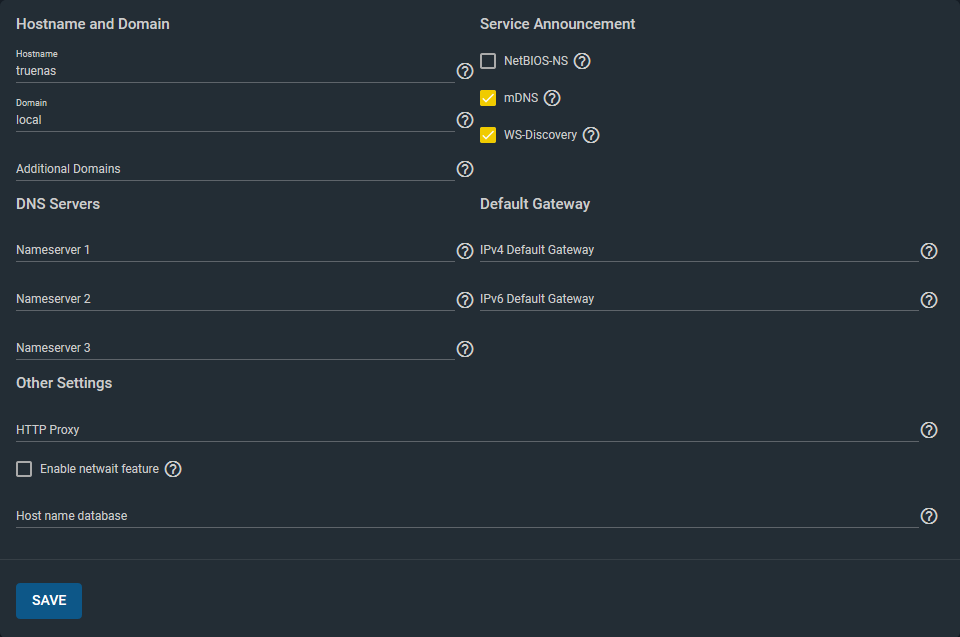 Hostname and Domain
Hostname
truenas
Domain
local
Additional Domains
Service Announcement
NetBIOS-NS
mDNS
WS-Discovery
DNS Servers
Nameserver 1
Nameserver 2
Nameserver 3
Default Gateway
IPv4 Default Gateway
IPv6 Default Gateway
Other Settings
HTTP Proxy
Enable netwait feature
Host name database
SAVE